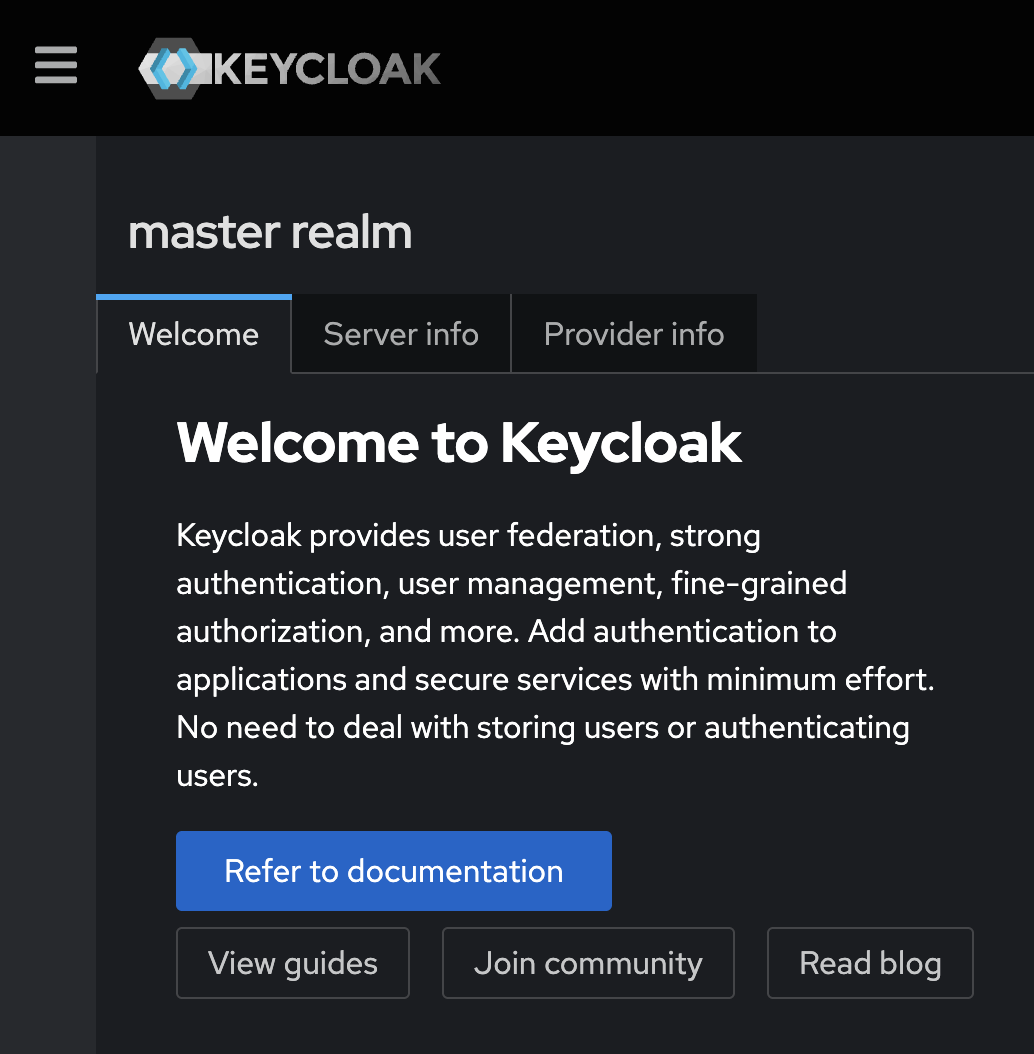 KEYCLOAK
master realm
Welcome
Server info
Provider info
Welcome to Keycloak
Keycloak provides user federation, strong
authentication, user management, fine-grained
authorization, and more. Add authentication to
applications and secure services with minimum effort.
No need to deal with storing users or authenticating
users.
Refer to documentation
View guides
Join community
Read blog